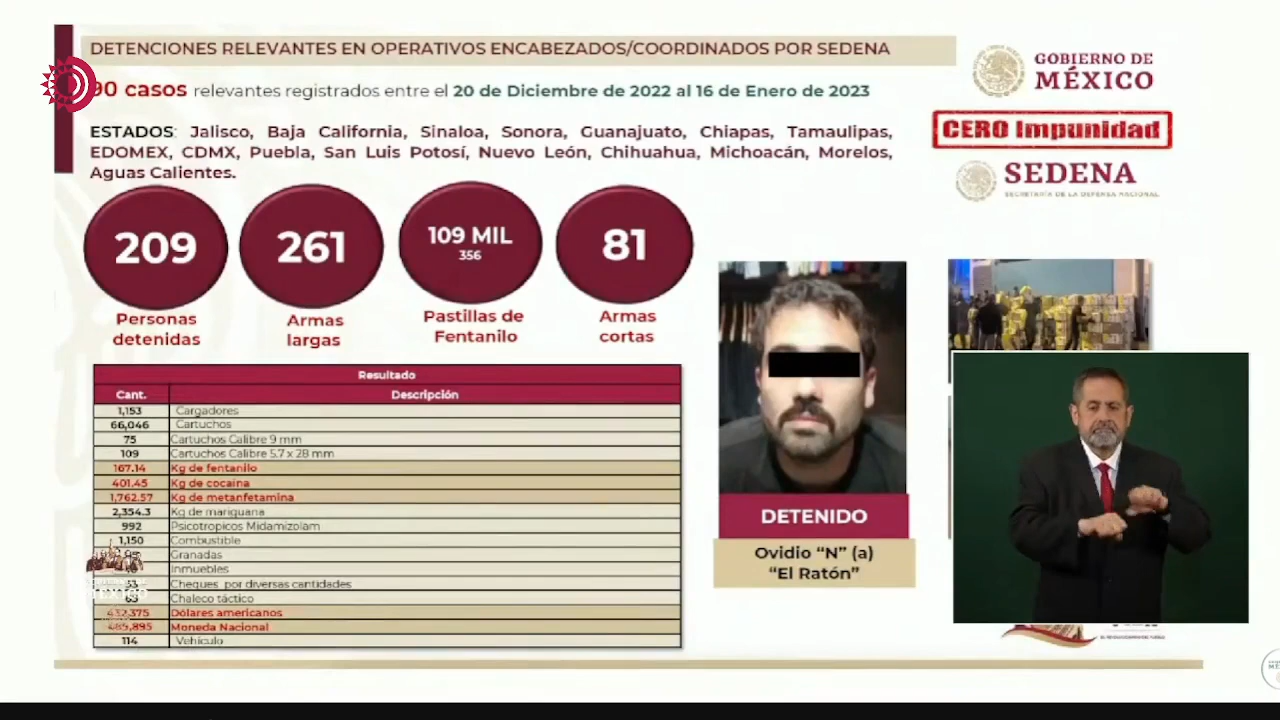 DETENCIONES RELEVANTES EN OPERATIVOS ENCABEZADOS/COORDINADOS POR SEDENA
90 casos relevantes registrados entre el 20 de Diciembre de 2022 al 16 de Enero de 2023
ESTADOS: Jalisco, Baja California, Sinaloa, Sonora, Guanajuato, Chiapas, Tamaulipas,
EDOMEX, CDMX, Puebla, San Luis Potosí, Nuevo León, Chihuahua, Michoacán, Morelos,
Aguas Calientes.
GOBIERNO DE
MÉXICO
CERO Impunidad
SEDENA
SECRETARÍA DE LA DEFENSA NACIONAL
209
Personas
detenidas
261
Armas
largas
109 MIL
356
Pastillas de
Fentanilo
81
Armas
cortas
Resultado
Cant. Descripción
1,153 Cargadores
66,046 Cartuchos
75 Cartuchos Calibre 9 mm
109 Cartuchos Calibre 5.7 x 28 mm
167.14 Kg de fentanilo
401.45 Kg de cocaina
1,762.57 Kg de metanfetamina
2,354.3 Kg de mariguana
992 Psicotropicos Midamizolam
1,150 Combustible
Granadas
Inmuebles
Cheques por diversas cantidades
63 Chaleco táctico
432,375 Dólares americanos
Moneda Nacional
114 Vehículo
DETENIDO
Ovidio “N” (a)
“El Ratón”